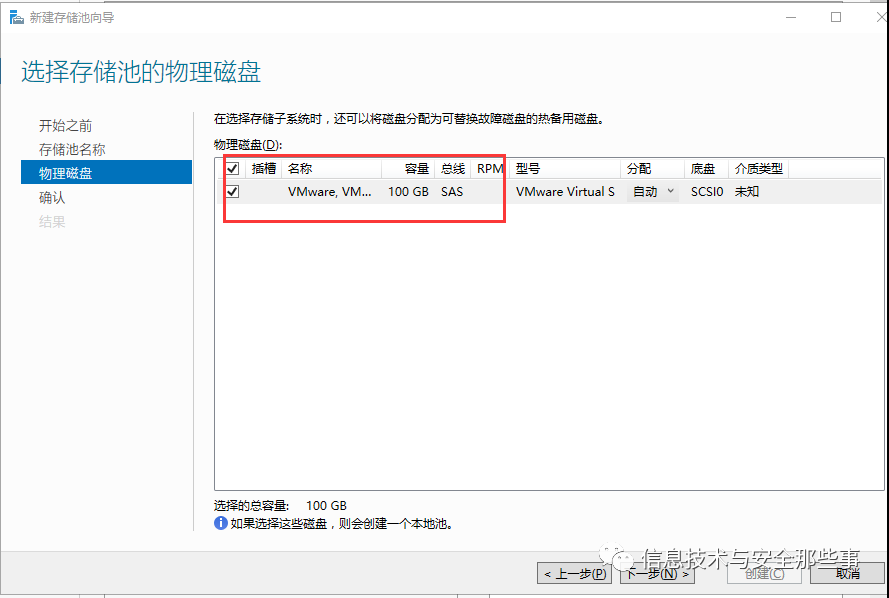 新建存储池向导
选择存储池的物理磁盘
开始之前
存储池名称
物理磁盘
确认
结果
在选择存储子系统时，还可以将磁盘分配为可替换故障磁盘的热备用磁盘。
物理磁盘(D):
插槽 名称 容量 总线 RPM 型号 分配 底盘 介质类型
VMware, VM... 100 GB SAS VMware Virtual S 自动 SCSI0 未知
选择的总容量: 100 GB
如果选择这些磁盘，则会创建一个本地池。
信息技术与安全那些事
< 上一步(P) 下一步(N) > 创建(C) 取消